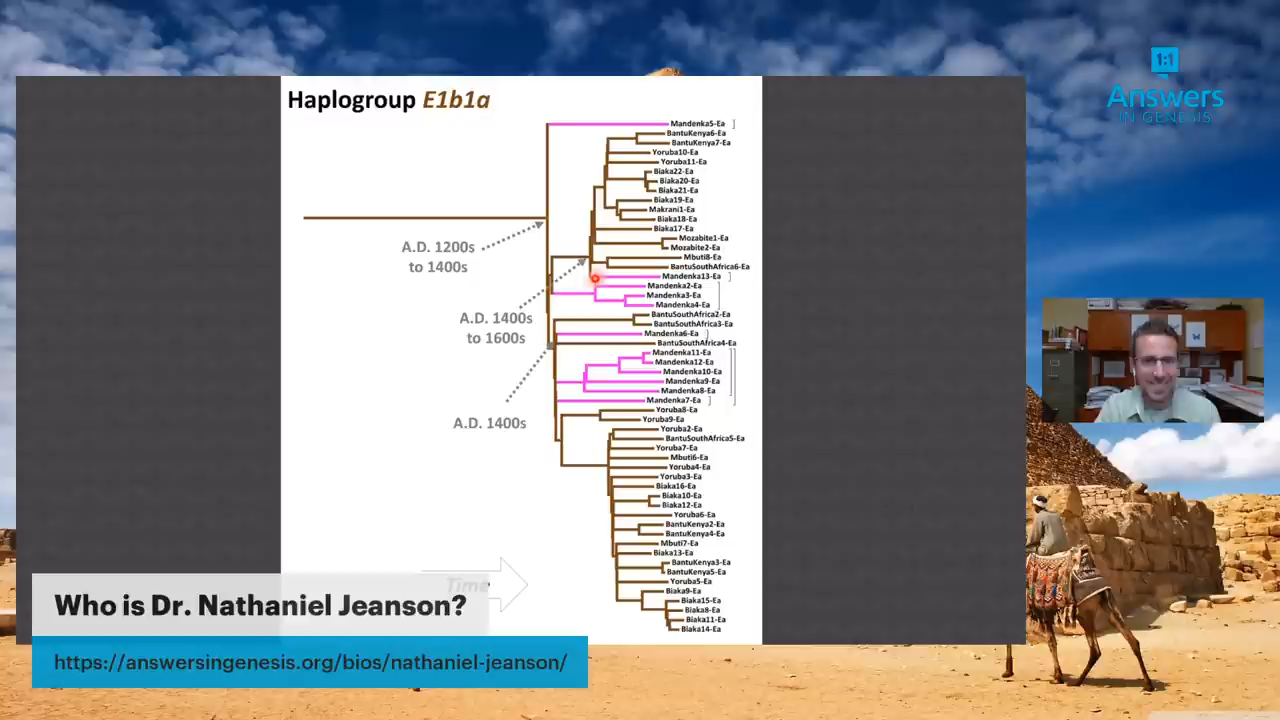 Haplogroup E1b1a
1:1
Answers
IN GENESIS
Mandenka5-Ea
BantuKenya6-Ea
BantuKenya7-Ea
Yoruba10-Ea
Yoruba11-Ea
Biaka22-Ea
Biaka20-Ea
Biaka21-Ea
Biaka19-Ea
Makrani1-Ea
Biaka18-Ea
Biaka17-Ea
Mozabite1-Ea
Mozabite2-Ea
Mbuti8-Ea
BantuSouthAfrica6-Ea
Mandenka13-Ea
Mandenka2-Ea
Mandenka3-Ea
Mandenka4-Ea
BantuSouthAfrica2-Ea
BantuSouthAfrica3-Ea
Mandenka6-Ea
BantuSouthAfrica4-Ea
Mandenka11-Ea
Mandenka12-Ea
Mandenka10-Ea
Mandenka9-Ea
Mandenka8-Ea
Mandenka7-Ea
Yoruba8-Ea
Yoruba9-Ea
Yoruba2-Ea
BantuSouthAfrica5-Ea
Yoruba7-Ea
Mbuti6-Ea
Yoruba4-Ea
Yoruba3-Ea
Biaka16-Ea
Biaka10-Ea
Biaka12-Ea
Yoruba6-Ea
BantuKenya2-Ea
BantuKenya4-Ea
Mbuti7-Ea
Biaka13-Ea
BantuKenya3-Ea
BantuKenya5-Ea
Yoruba5-Ea
Biaka9-Ea
Biaka15-Ea
Biaka8-Ea
Biaka11-Ea
Biaka14-Ea
A.D. 1200s
to 1400s
A.D. 1400s
to 1600s
A.D. 1400s
Time
Who is Dr. Nathaniel Jeanson?
https://answersingenesis.org/bios/nathaniel-jeanson/